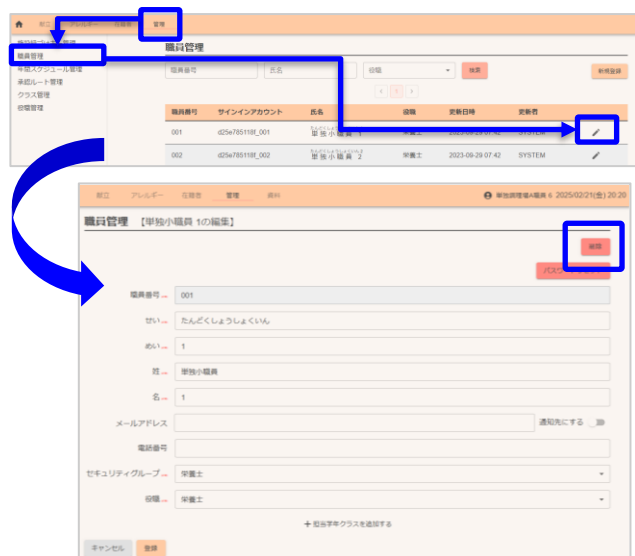 献立 アレルギー 在籍者 管理
職員管理
職員管理
年間スケジュール管理
承認ルート管理
クラス管理
役職管理
職員番号 氏名 役職 検索 新規登録
‹ 1 ›
職員番号 サインインアカウント 氏名 役職 更新日時 更新者
001 d25e785118f_001 単独小職員 1 栄養士 2023-09-29 07:42 SYSTEM
002 d25e785118f_002 単独小職員 2 栄養士 2023-09-29 07:42 SYSTEM
献立 アレルギー 在籍者 管理 資料 単独調理場A職員 6 2025/02/21(金) 20:20
職員管理 【単独小職員 1の編集】
削除
職員番号 001
せい たんどくしょうしょくいん
めい 1
姓 単独小職員
名 1
メールアドレス 通知先にする
電話番号
セキュリティグループ 栄養士
役職 栄養士
+ 担当学年クラスを追加する
キャンセル 登録